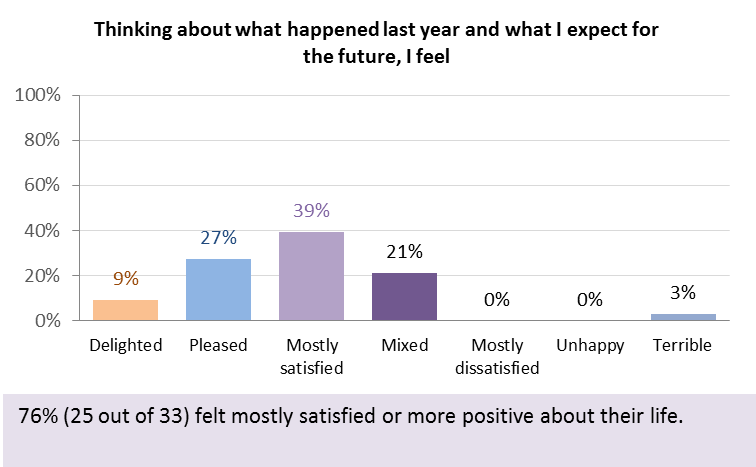 Thinking about what happened last year and what I expect for
the future, I feel
100%
80%
60%
40%
20%
0%
9%
27%
39%
21%
0%
0%
3%
Delighted
Pleased
Mostly
satisfied
Mixed
Mostly
dissatisfied
Unhappy
Terrible
76% (25 out of 33) felt mostly satisfied or more positive about their life.